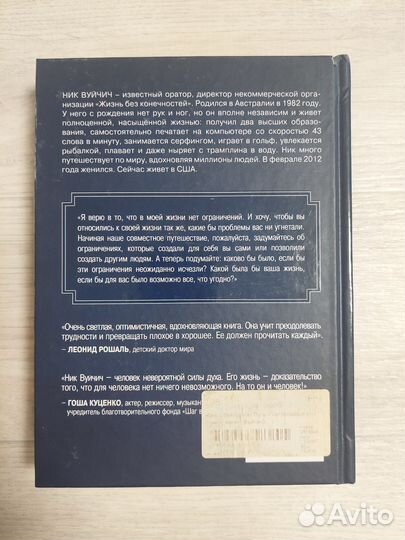 НИК ВУЙЧИЧ – известный оратор, директор некоммерческой орга-
низации «Жизнь без конечностей». Родился в Австралии в 1982 году.
У него с рождения нет рук и ног, но он вполне независим и живет
полноценной, насыщенной жизнью: получил два высших образо-
вания, самостоятельно печатает на компьютере со скоростью 43
слова в минуту, занимается серфингом, играет в гольф, увлекается
рыбалкой, плавает и даже ныряет с трамплина в воду. Ник много
путешествует по миру, вдохновляя миллионы людей. В феврале 2012
года женился. Сейчас живет в США.
«Я верю в то, что в моей жизни нет ограничений. И хочу, чтобы вы
относились к своей жизни так же, какие бы проблемы вас ни угнетали.
Начиная наше совместное путешествие, пожалуйста, задумайтесь об
ограничениях, которые создали для себя вы сами или позволили
создать другим людям. А теперь подумайте: каково бы было, если бы
эти ограничения неожиданно исчезли? Какой была бы ваша жизнь,
если бы для вас было возможно все, что угодно?»
«Очень светлая, оптимистичная, вдохновляющая книга. Она учит преодолевать
трудности и превращать плохое в хорошее. Ее должен прочитать каждый».
– ЛЕОНИД РОШАЛЬ, детский доктор мира
«Ник Вуйчич – человек невероятной силы духа. Его жизнь – доказательство
того, что для человека нет ничего невозможного. На то он и человек!»
– ГОША КУЦЕНКО, актер, режиссер, музыкан
учредитель благотворительного фонда «Шаг в
Avito